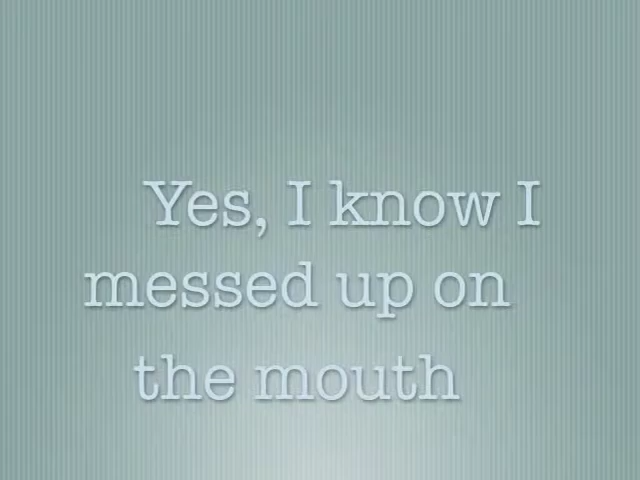 Yes, I know I
messed up on
the mouth